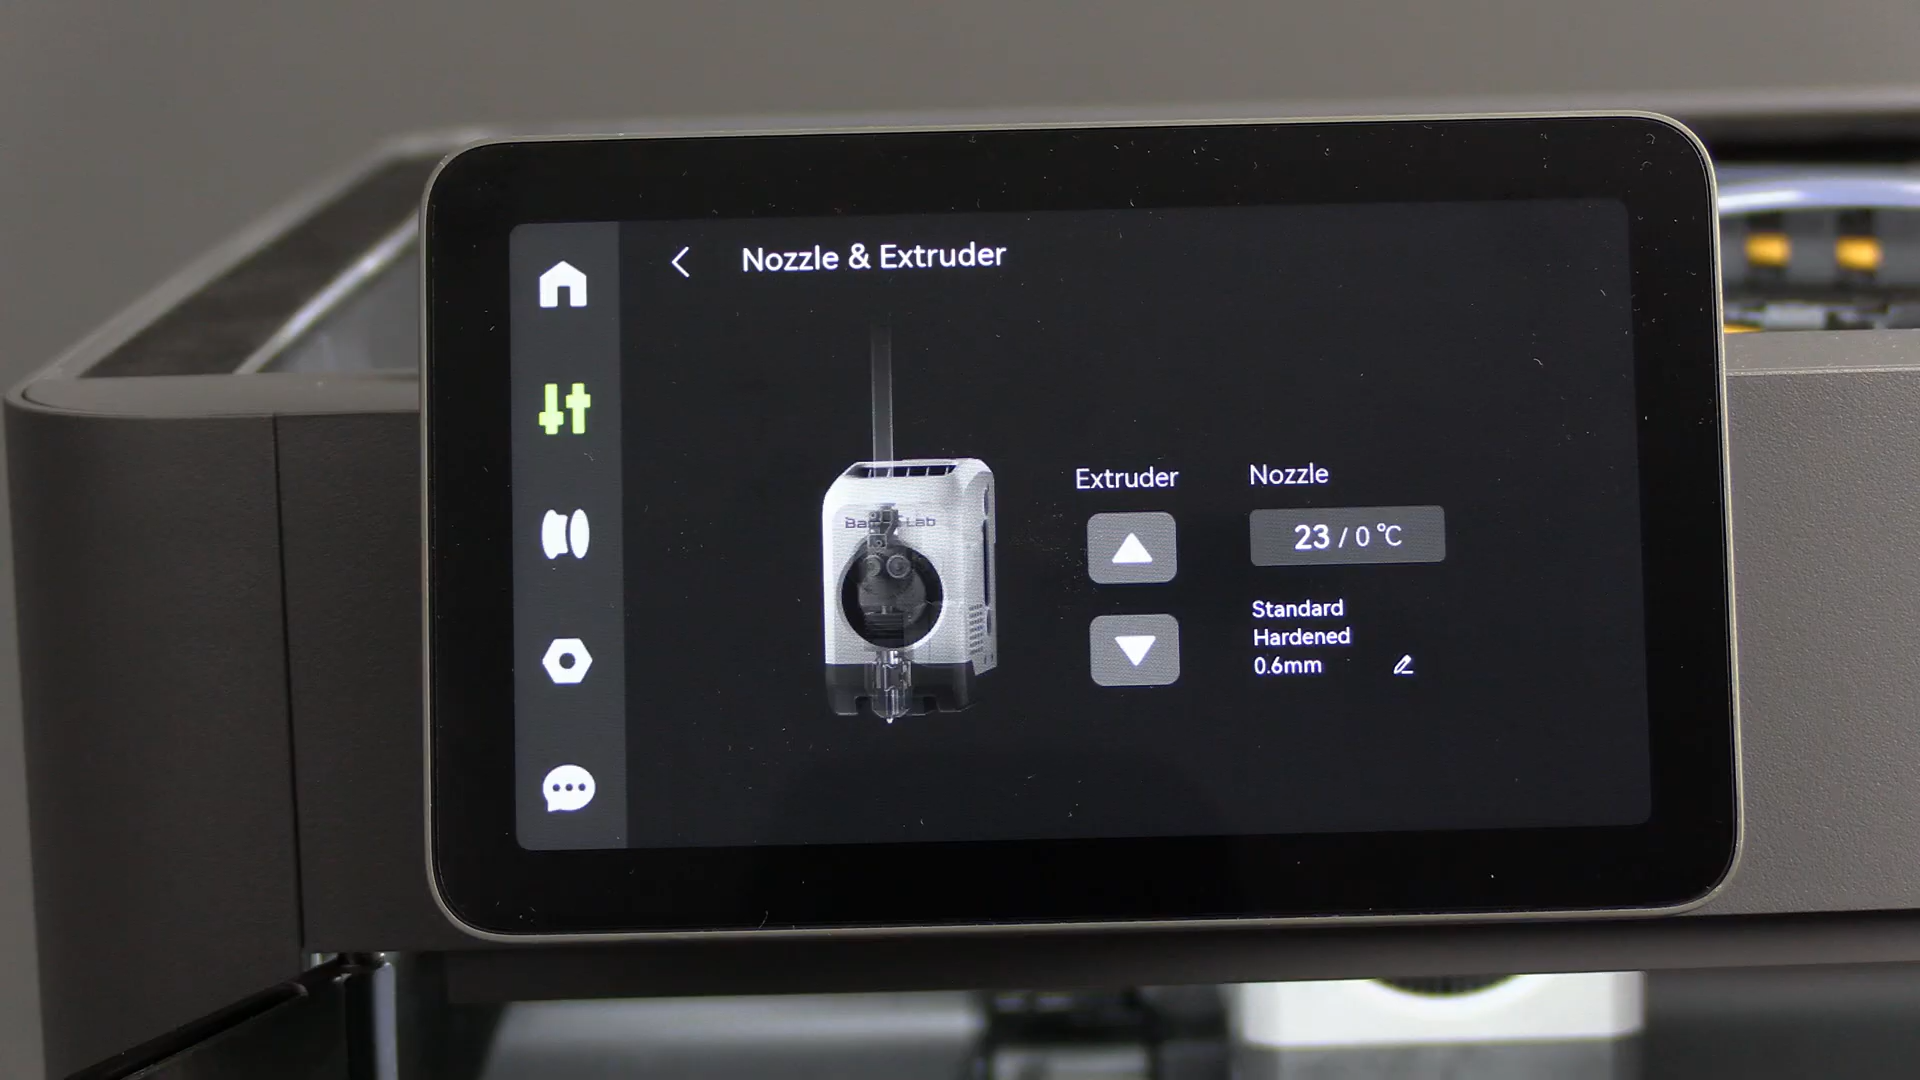 Nozzle & Extruder
Extruder
Nozzle
23 / 0 °C
Standard
Hardened
0.6mm